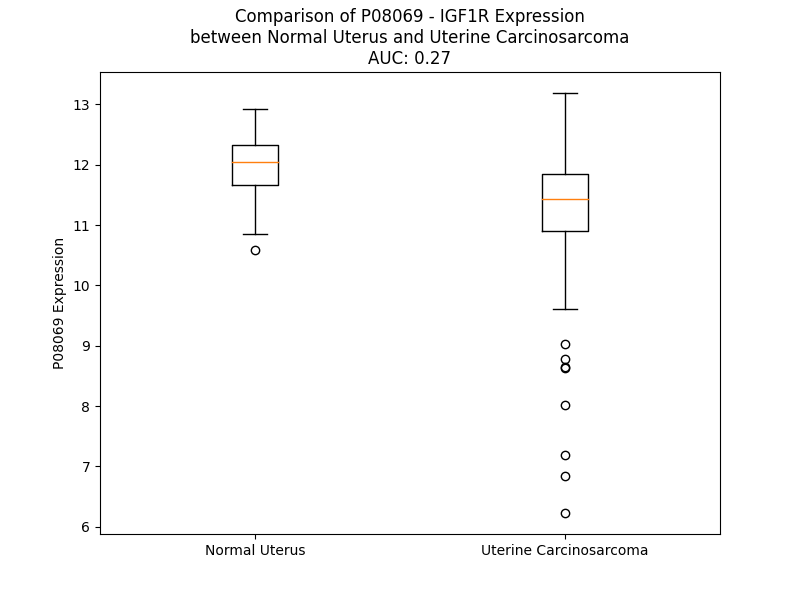 Comparison of P08069 - IGF1R Expression
between Normal Uterus and Uterine Carcinosarcoma
AUC: 0.27
P08069 Expression
13
12
11
10
9
8
7
6
Normal Uterus
Uterine Carcinosarcoma